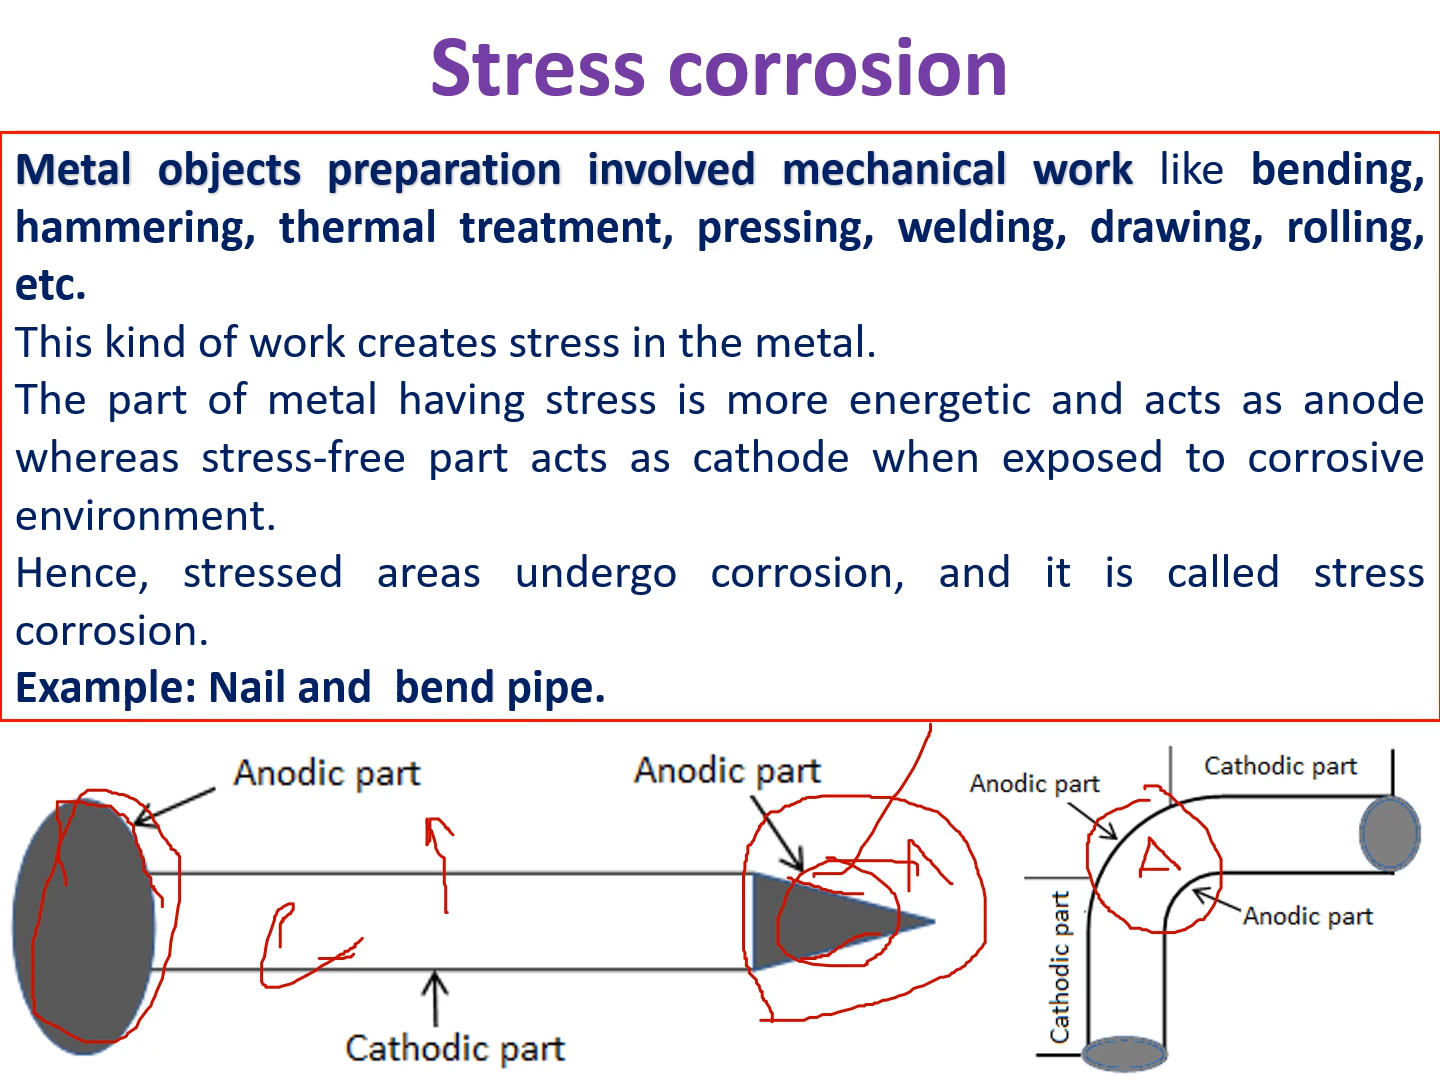 Stress corrosion
Metal objects preparation involved mechanical work like bending,
hammering, thermal treatment, pressing, welding, drawing, rolling,
etc.
This kind of work creates stress in the metal.
The part of metal having stress is more energetic and acts as anode
whereas stress-free part acts as cathode when exposed to corrosive
environment.
Hence, stressed areas undergo corrosion, and it is called stress
corrosion.
Example: Nail and bend pipe.
Anodic part
Anodic part
Cathodic part
Anodic part
Cathodic part
Anodic part
Cathodic part